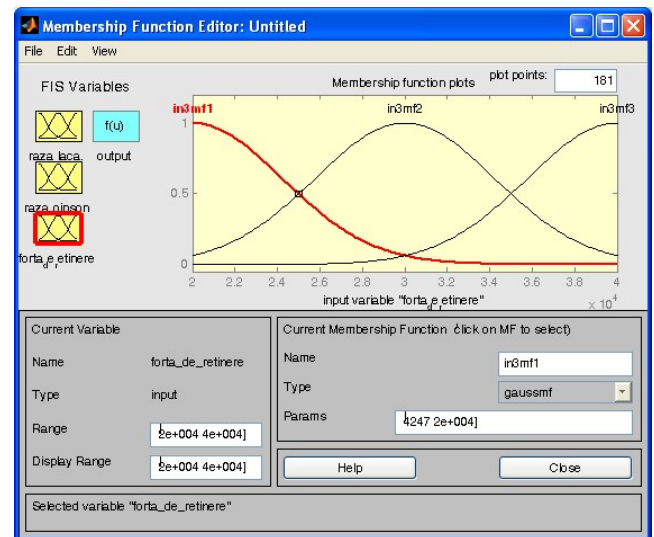 Membership Function Editor: Untitled
File Edit View
FIS Variables
f(u)
raza laca output
raza oinson
forta_de_retinere
Membership function plots plot points: 181
in3mf1 in3mf2 in3mf3
1
0.5
0
2 2.2 2.4 2.6 2.8 3 3.2 3.4 3.6 3.8 4
input variable "forta_de_retinere"
x 10^4
Current Variable
Name forta_de_retinere
Type input
Range 2e+004 4e+004]
Display Range 2e+004 4e+004]
Current Membership Function click on MF to select)
Name in3mf1
Type gaussmf
Params 4247 2e+004]
Help Close
Selected variable "forta_de_retinere"